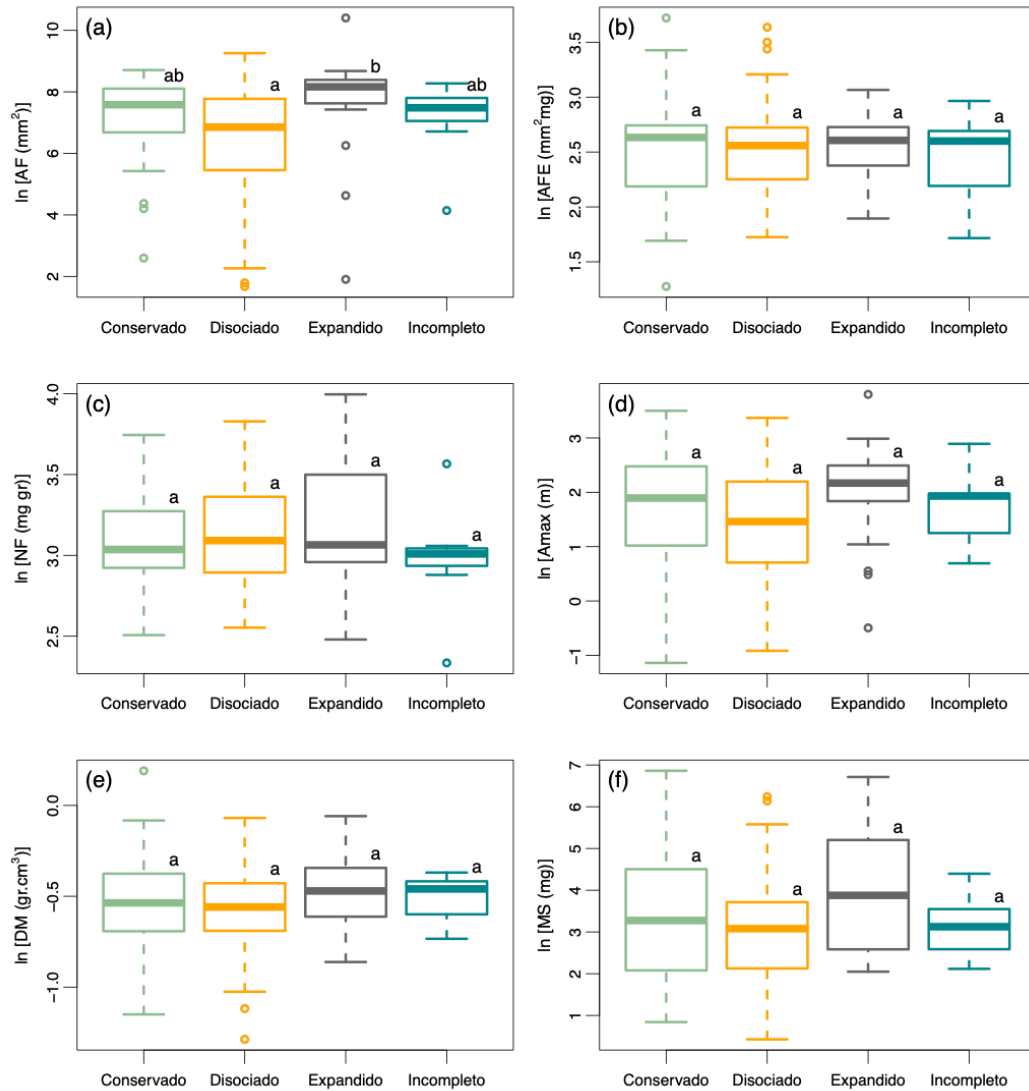 (a)
ln [AF (mm²)]
10
8
6
4
2
ab
a
b
ab
Conservado Disociado Expandido Incompleto
(b)
ln [AFE (mm²mg)]
3.5
3.0
2.5
2.0
1.5
a
a
a
a
Conservado Disociado Expandido Incompleto
(c)
ln [NF (mg gr)]
4.0
3.5
3.0
2.5
a
a
a
a
Conservado Disociado Expandido Incompleto
(d)
ln [Amax (m)]
3
2
1
0
−1
a
a
a
a
Conservado Disociado Expandido Incompleto
(e)
ln [DM (gr.cm³)]
0.0
−0.5
−1.0
a
a
a
a
Conservado Disociado Expandido Incompleto
(f)
ln [MS (mg)]
7
6
5
4
3
2
1
a
a
a
a
Conservado Disociado Expandido Incompleto